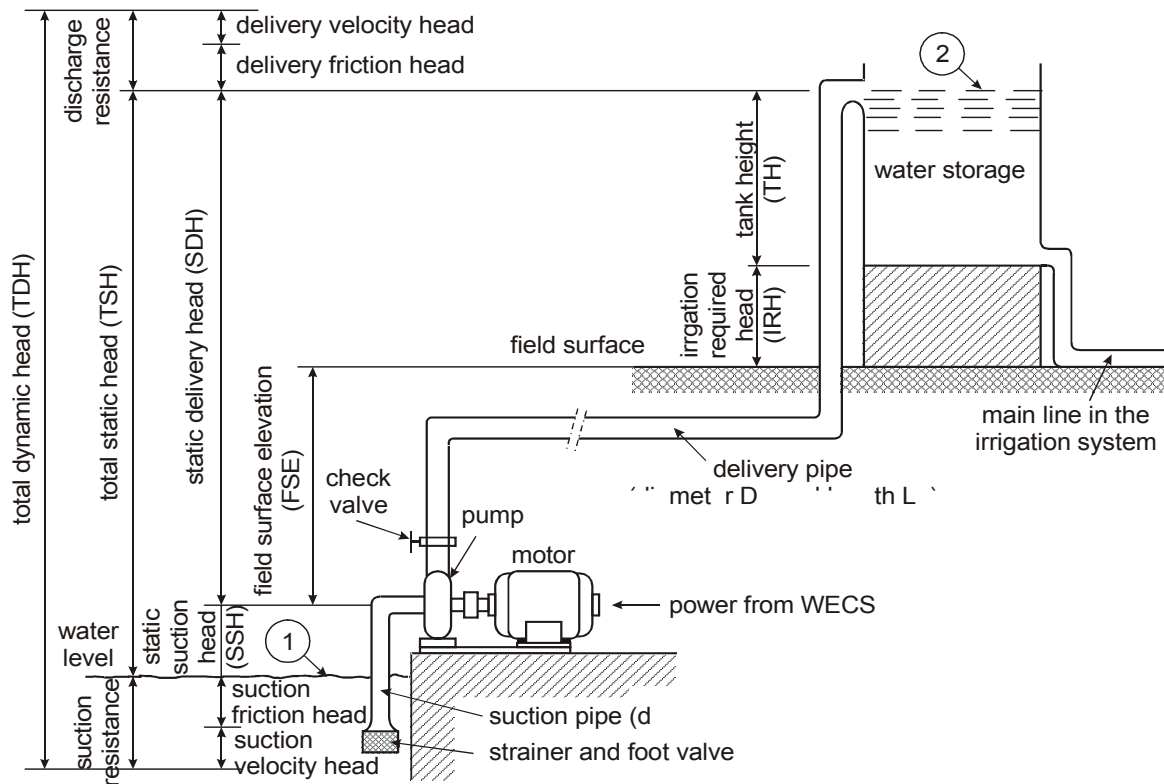 delivery velocity head
delivery friction head
discharge
resistance
2
tank height
(TH)
water storage
total dynamic head (TDH)
total static head (TSH)
static delivery head (SDH)
irrgation
required
head
(IRH)
field surface
field surface elevation
(FSE)
main line in the
irrigation system
delivery pipe
check
valve
pump
motor
power from WECS
water
level
static
suction
head
(SSH)
1
suction
resistance
suction
friction head
suction pipe (d
suction
velocity head
strainer and foot valve